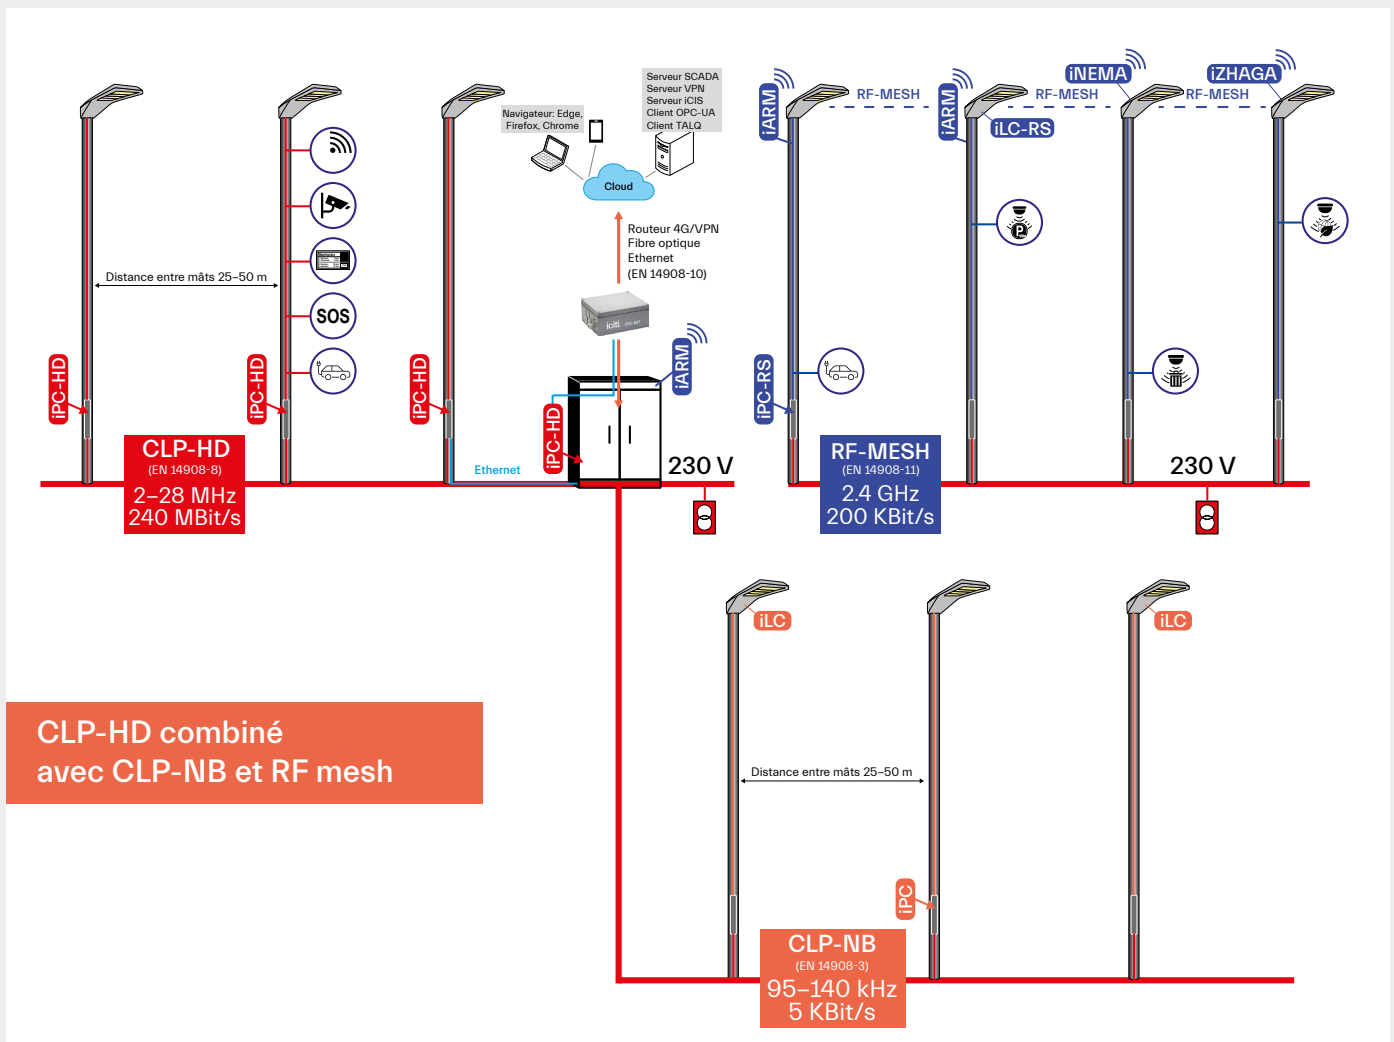 Serveur SCADA
Serveur VPN
Serveur iCIS
Client OPC-UA
Client TALQ
Navigateur: Edge,
Firefox, Chrome
Cloud
Routeur 4G/VPN
Fibre optique
Ethernet
(EN 14908-10)
iciti
iARM
Distance entre mâts 25–50 m
SOS
iPC-HD
iPC-HD
iPC-HD
iPC-HD
CLP-HD
(EN 14908-8)
2–28 MHz
240 MBit/s
Ethernet
230 V
iARM
RF-MESH
iARM
iLC-RS
RF-MESH
iNEMA
RF-MESH
iZHAGA
P
iPC-RS
RF-MESH
(EN 14908-11)
2.4 GHz
200 KBit/s
230 V
iLC
iLC
CLP-HD combiné
avec CLP-NB et RF mesh
Distance entre mâts 25–50 m
iPC
CLP-NB
(EN 14908-3)
95–140 kHz
5 KBit/s